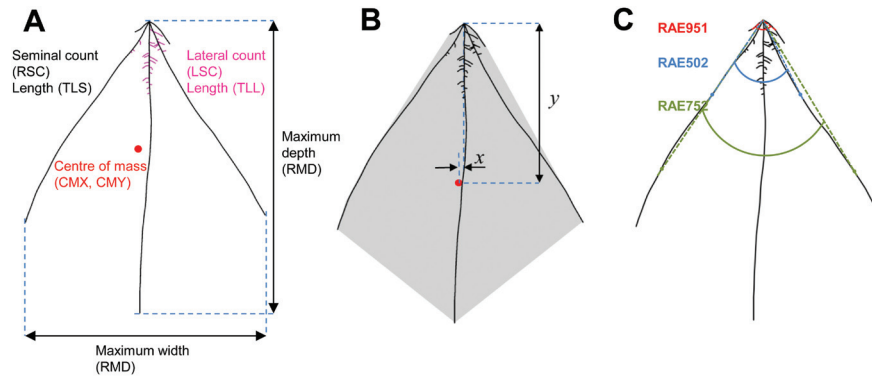 A
Seminal count
(RSC)
Length (TLS)
Lateral count
(LSC)
Length (TLL)
Centre of mass
(CMX, CMY)
Maximum
depth
(RMD)
Maximum width
(RMD)
B
x
y
C
RAE951
RAE502
RAE752